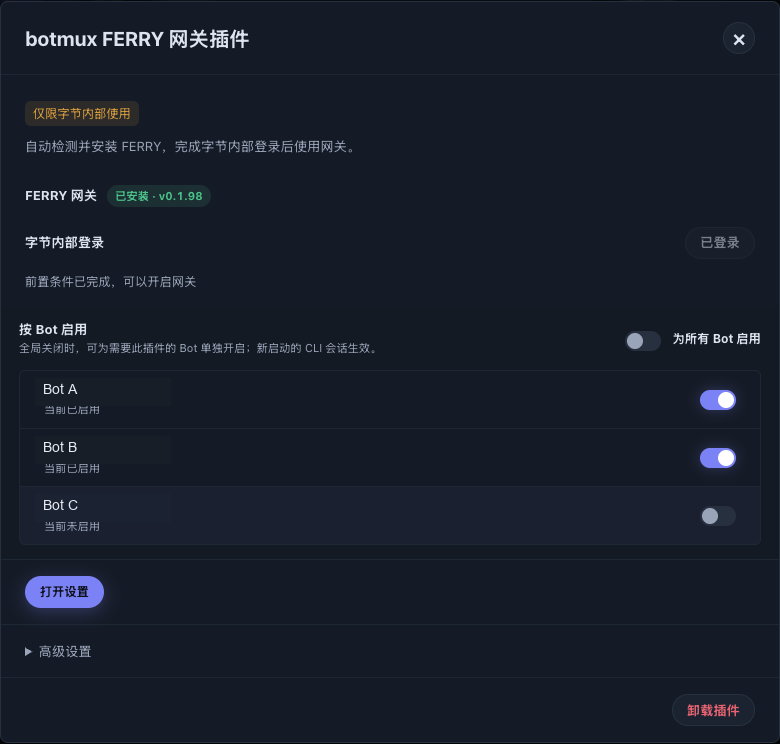 botmux FERRY 网关插件
仅限字节内部使用
自动检测并安装 FERRY，完成字节内部登录后使用网关。
FERRY 网关 已安装 · v0.1.98
字节内部登录 已登录
前置条件已完成，可以开启网关
按 Bot 启用
全局关闭时，可为需要此插件的 Bot 单独开启；新启动的 CLI 会话生效。
为所有 Bot 启用
Bot A
当前已启用
Bot B
当前已启用
Bot C
当前未启用
打开设置
高级设置
卸载插件